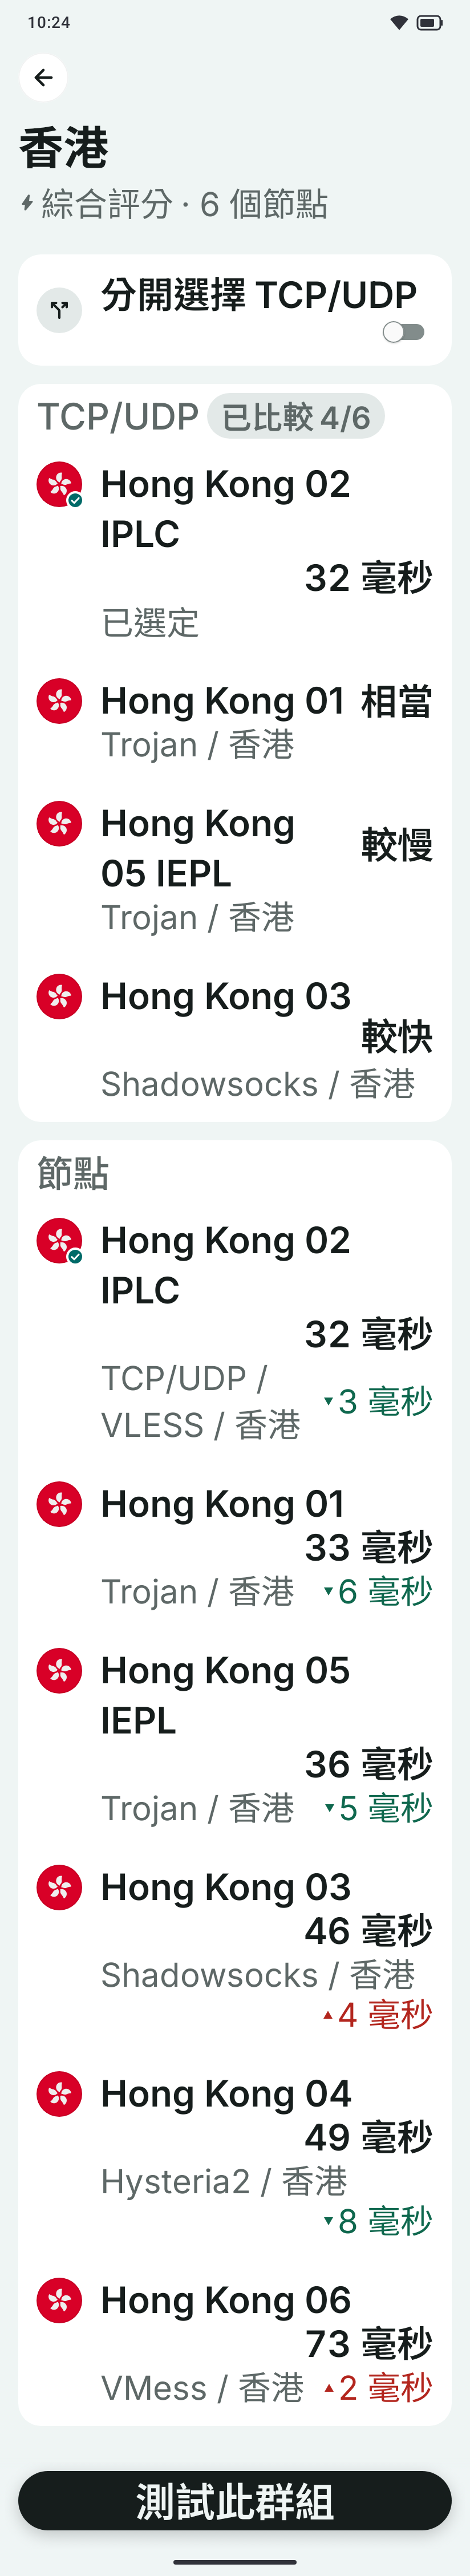 10:24
香港
綜合評分 · 6 個節點
分開選擇 TCP/UDP
TCP/UDP 已比較 4/6
Hong Kong 02
IPLC
32 毫秒
已選定
Hong Kong 01 相當
Trojan / 香港
Hong Kong
05 IEPL
較慢
Trojan / 香港
Hong Kong 03
較快
Shadowsocks / 香港
節點
Hong Kong 02
IPLC
32 毫秒
TCP/UDP /
VLESS / 香港
▾3 毫秒
Hong Kong 01
33 毫秒
Trojan / 香港 ▾6 毫秒
Hong Kong 05
IEPL
36 毫秒
Trojan / 香港 ▾5 毫秒
Hong Kong 03
46 毫秒
Shadowsocks / 香港
▴4 毫秒
Hong Kong 04
49 毫秒
Hysteria2 / 香港
▾8 毫秒
Hong Kong 06
73 毫秒
VMess / 香港 ▴2 毫秒
測試此群組